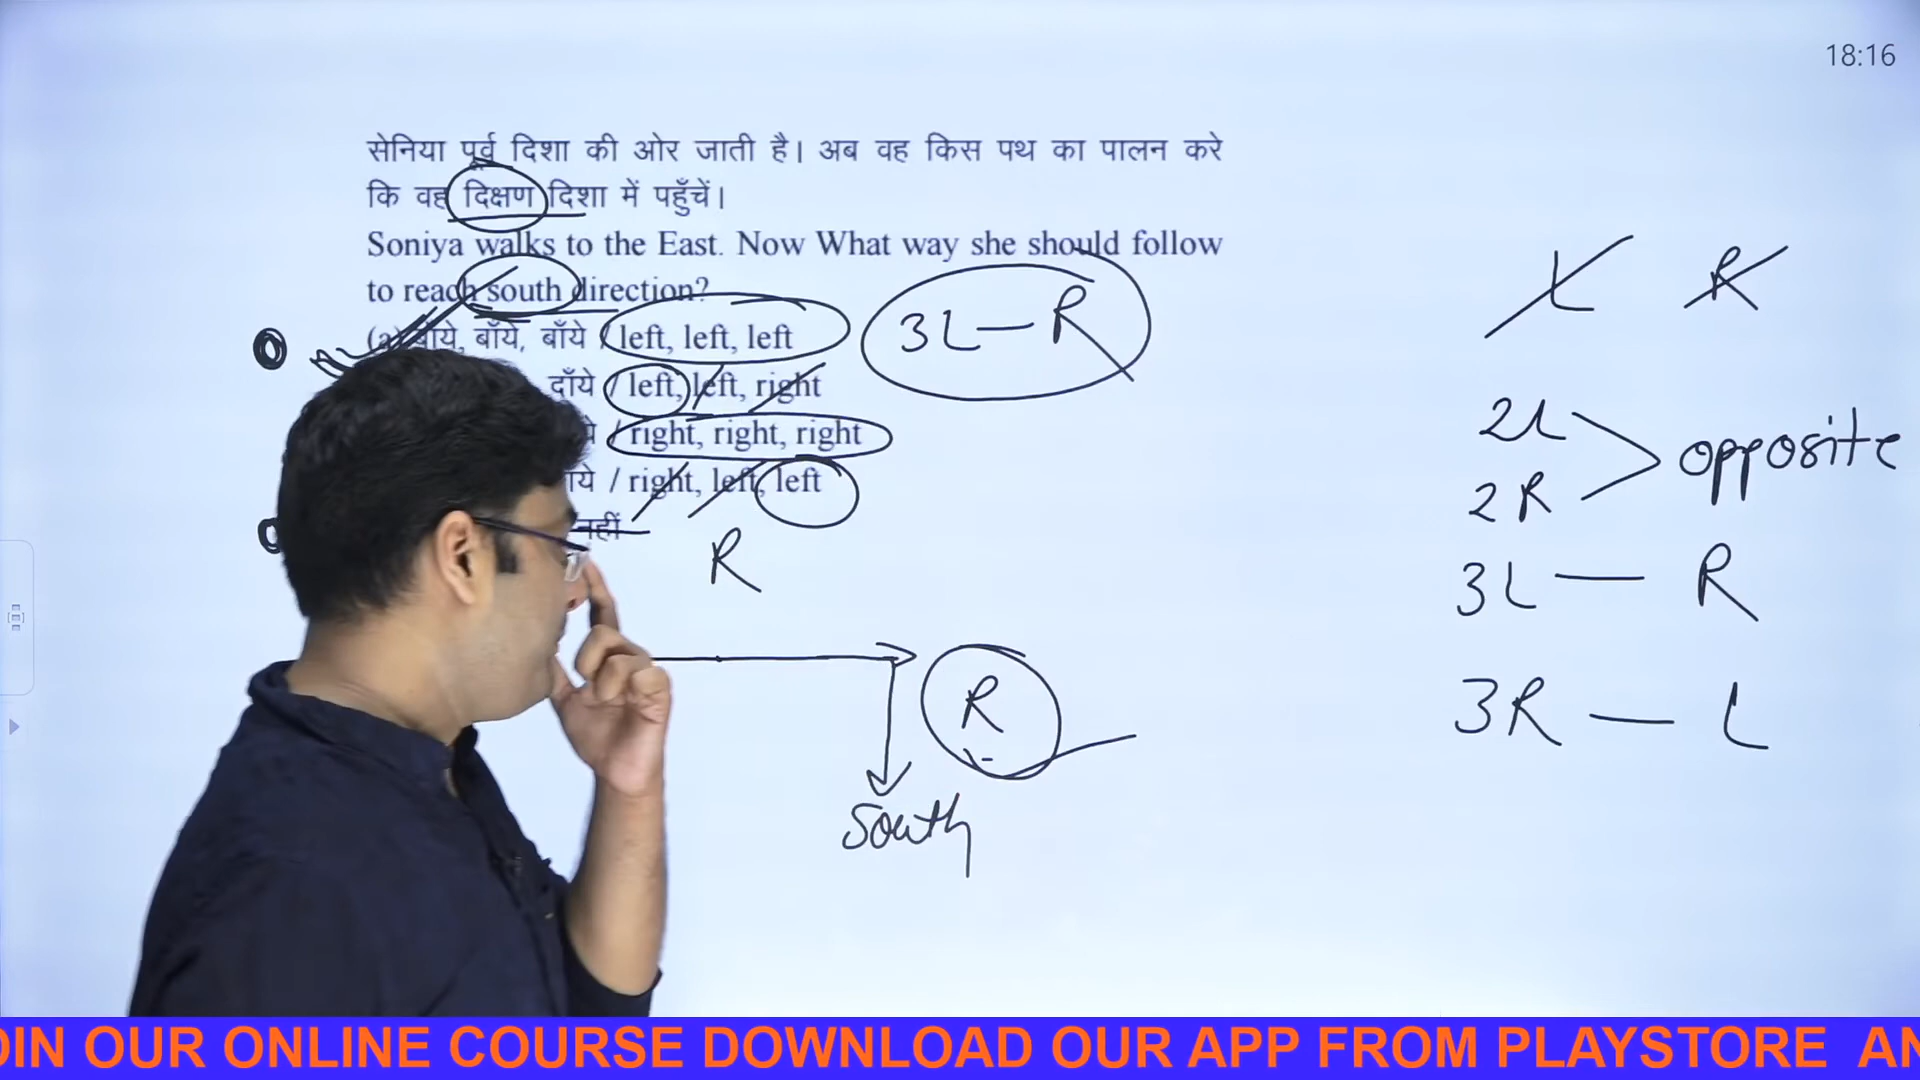 18:16
सेनिया पूर्व दिशा की ओर जाती है। अब वह किस पथ का पालन करे
कि वह दिक्षण दिशा में पहुँचें।
Soniya walks to the East. Now What way she should follow
to reach south direction?
(a) बाँये, बाँये, बाँये / left, left, left
दाँये / left, left, right
/ right, right, right
/ right, left, left
नहीं
3L — R
R
R
South
L R
2L
2R
opposite
3L — R
3R — L
OIN OUR ONLINE COURSE DOWNLOAD OUR APP FROM PLAYSTORE AN